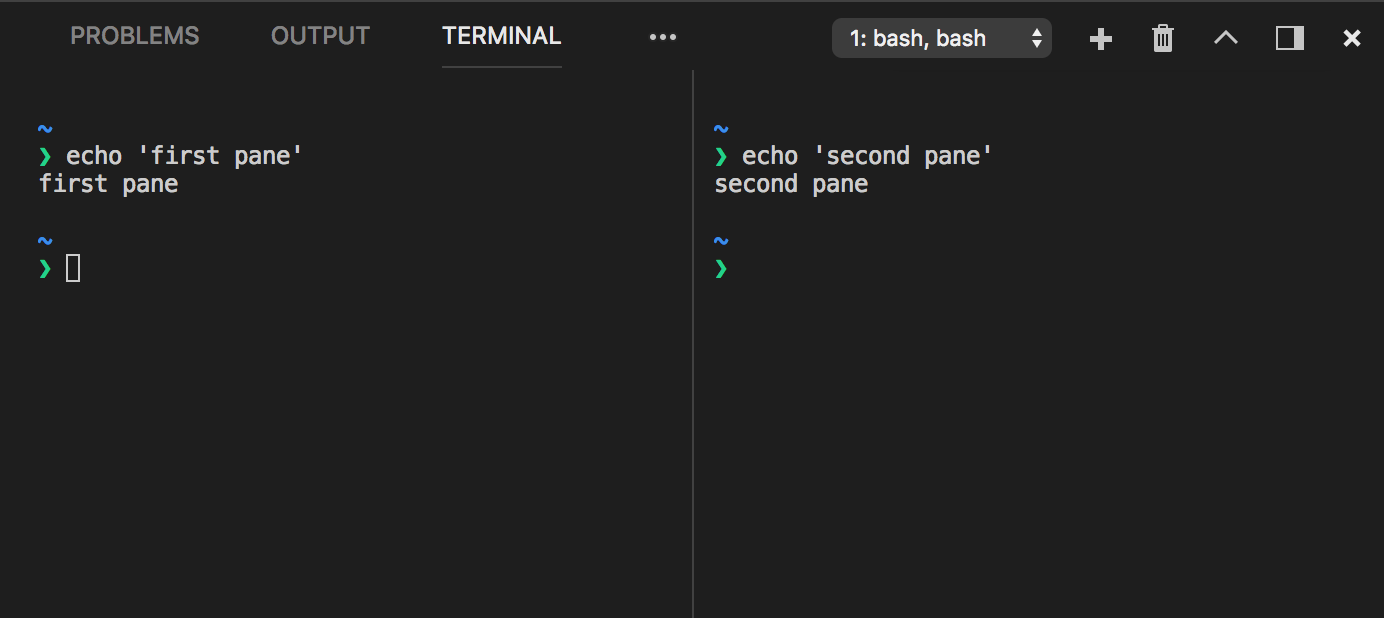 PROBLEMS OUTPUT TERMINAL ••• 1: bash, bash
~
❯ echo 'first pane'
first pane
~
❯
~
❯ echo 'second pane'
second pane
~
❯